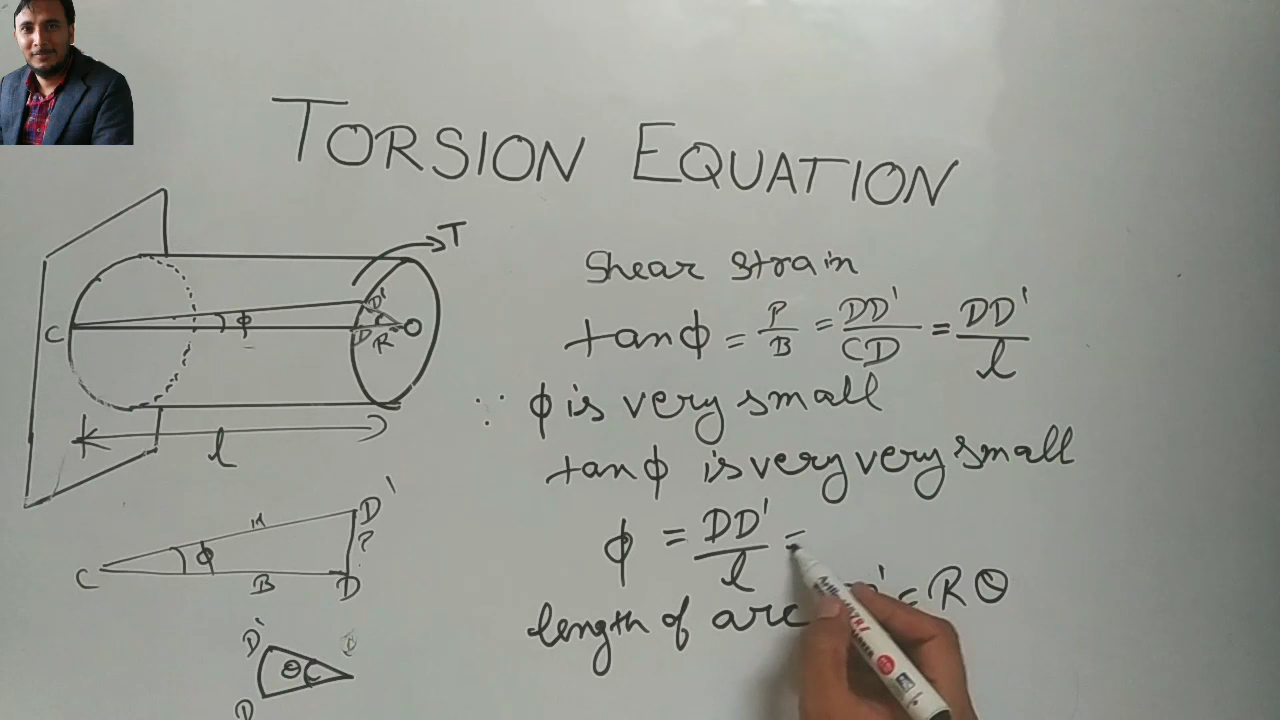 TORSION EQUATION
T
C
ϕ
D'
D
R
O
l
Shear strain
tanϕ = P/B = DD'/CD = DD'/l
∵ ϕ is very small
tanϕ is very very small
ϕ = DD'/l =
length of arc ' = Rθ
C
ϕ
H
D'
?
B
D
D'
θ
D